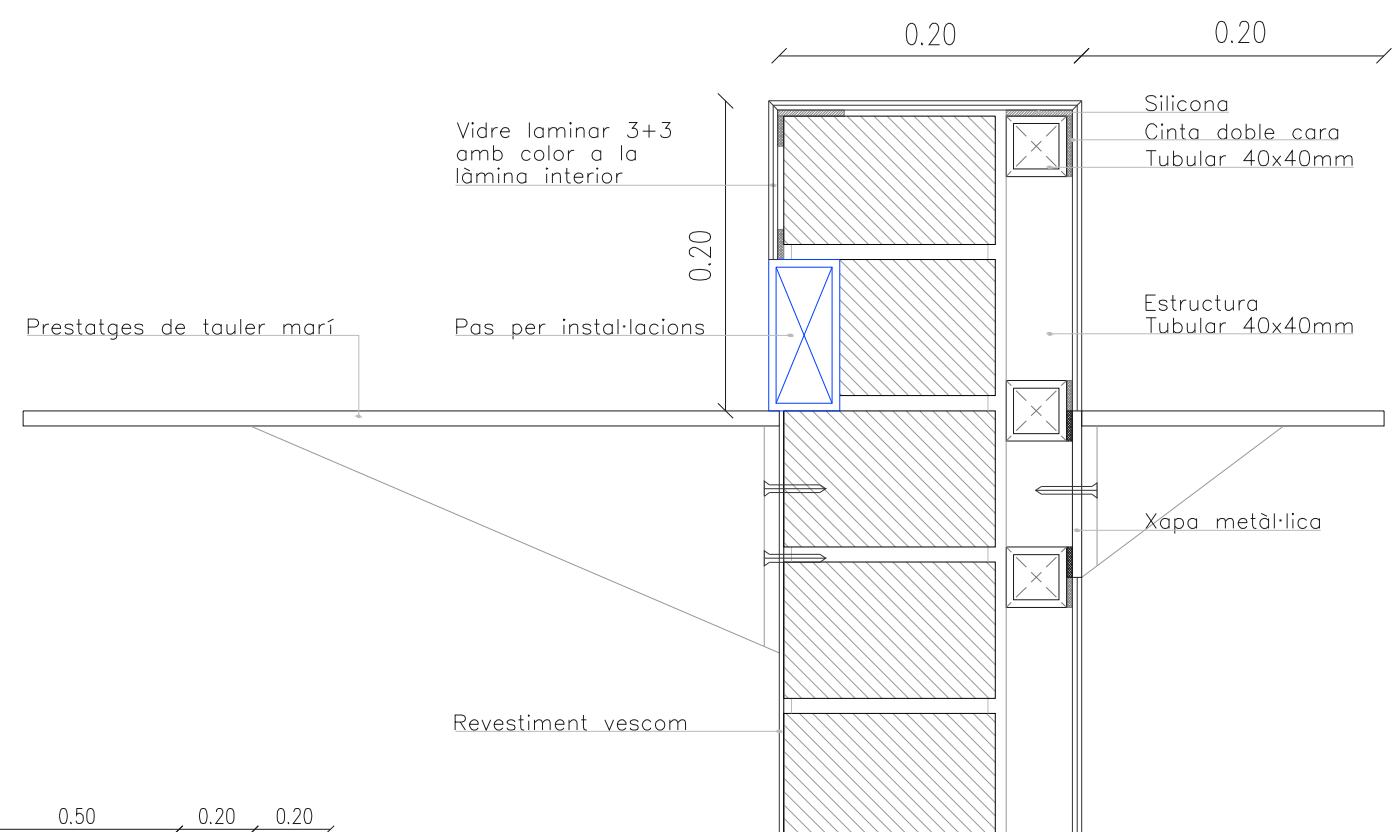 0.20
0.20
Silicona
Vidre laminar 3+3
amb color a la
làmina interior
Cinta doble cara
Tubular 40x40mm
0.20
Estructura
Tubular 40x40mm
Prestatges de tauler marí
Pas per instal·lacions
Xapa metàl·lica
Revestiment vescom
0.50
0.20
0.20